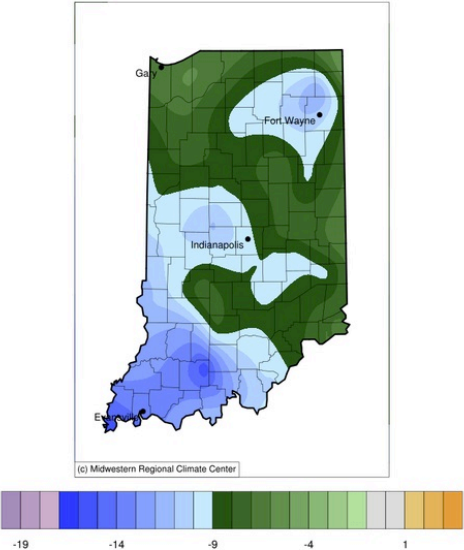 Gary
Fort Wayne
Indianapolis
Evansville
(c) Midwestern Regional Climate Center
-19 -14 -9 -4 1